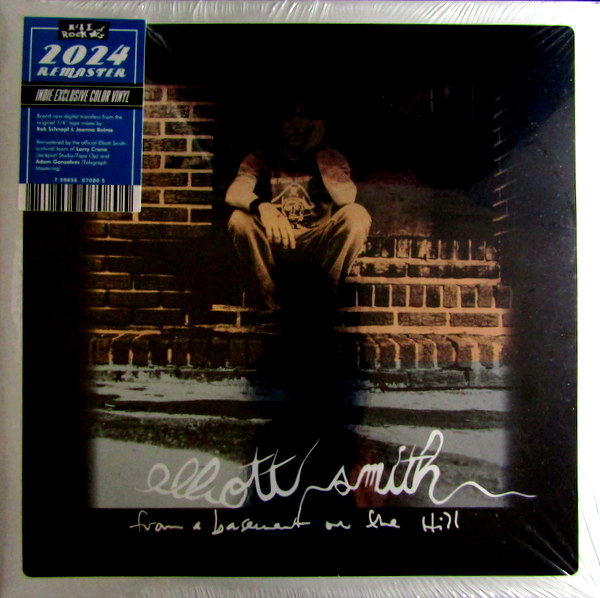 KILL
ROCK
2024
REMASTER
INDIE EXCLUSIVE COLOR VINYL
Brand new digital transfers from the
original 1/4" tape mixes by
Rob Schnapf & Joanna Bolme.
Remastered by the official Elliott Smith
archival team of Larry Crane
(Jackpot! Studio/Tape Op) and
Adam Gonsalves (Telegraph
Mastering)
elliott smith
from a basement on the Hill